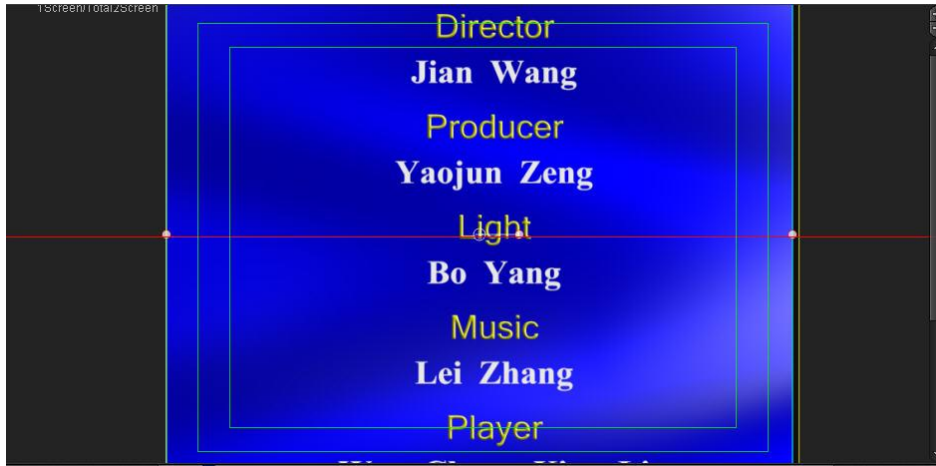 1Screen/Total2Screen
Director
Jian Wang
Producer
Yaojun Zeng
Light
Bo Yang
Music
Lei Zhang
Player